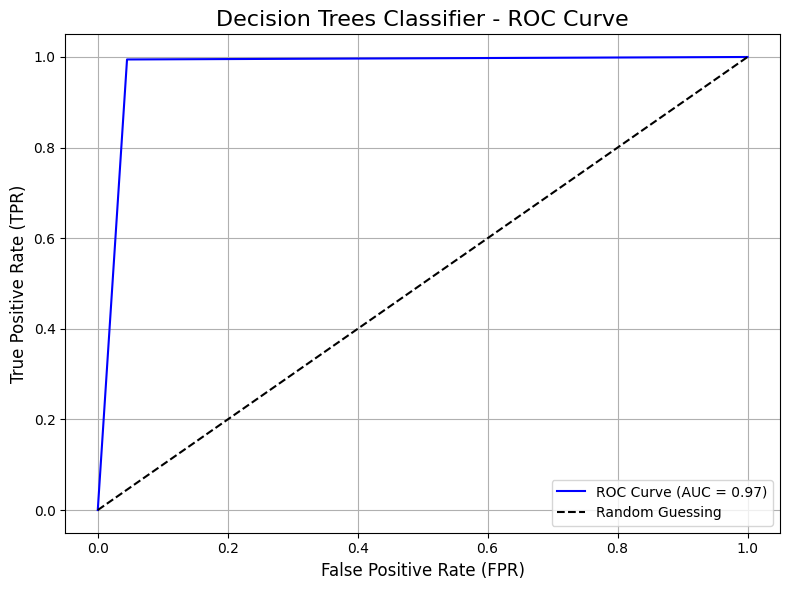 Decision Trees Classifier - ROC Curve
True Positive Rate (TPR)
1.0
0.8
0.6
0.4
0.2
0.0
ROC Curve (AUC = 0.97)
Random Guessing
0.0 0.2 0.4 0.6 0.8 1.0
False Positive Rate (FPR)